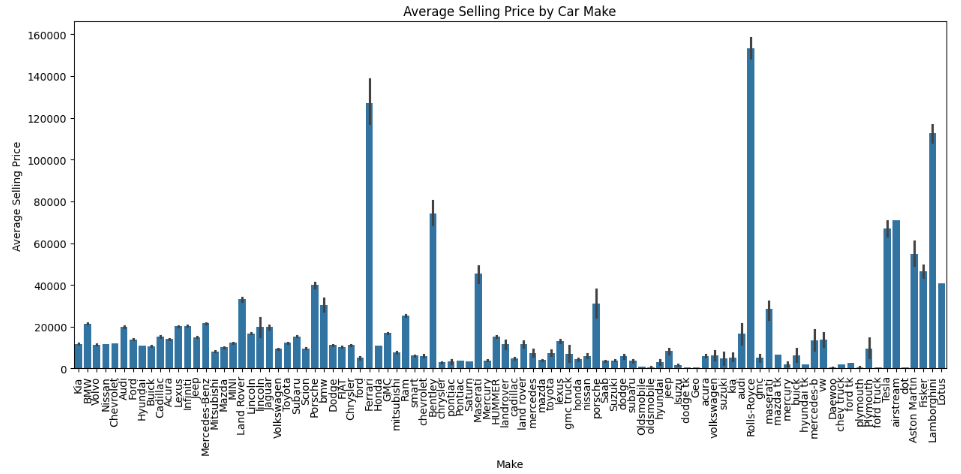 Average Selling Price by Car Make
Average Selling Price
160000
140000
120000
100000
80000
60000
40000
20000
0
Kia
BMW
Volvo
Nissan
Chevrolet
Audi
Ford
Hyundai
Buick
Cadillac
Acura
Lexus
Infiniti
Jeep
Mercedes-Benz
Mitsubishi
Mazda
MINI
Land Rover
Lincoln
lincoln
Jaguar
Volkswagen
Toyota
Subaru
Scion
Porsche
bmw
Dodge
FIAT
Chrysler
ford
Ferrari
Honda
GMC
mitsubishi
Ram
smart
chevrolet
Bentley
chrysler
pontiac
Pontiac
Saturn
Maserati
Mercury
HUMMER
landrover
cadillac
land rover
mercedes
mazda
toyota
lexus
gmc truck
honda
nissan
porsche
Saab
Suzuki
dodge
subaru
Oldsmobile
oldsmobile
hyundai
jeep
Isuzu
dodge tk
Geo
acura
volkswagen
suzuki
kia
audi
Rolls-Royce
gmc
maserati
mazda tk
mercury
buick
hyundai tk
mercedes-b
vw
Daewoo
chev truck
ford tk
plymouth
Plymouth
ford truck
Tesla
airstream
dot
Aston Martin
Fisker
Lamborghini
Lotus
Make